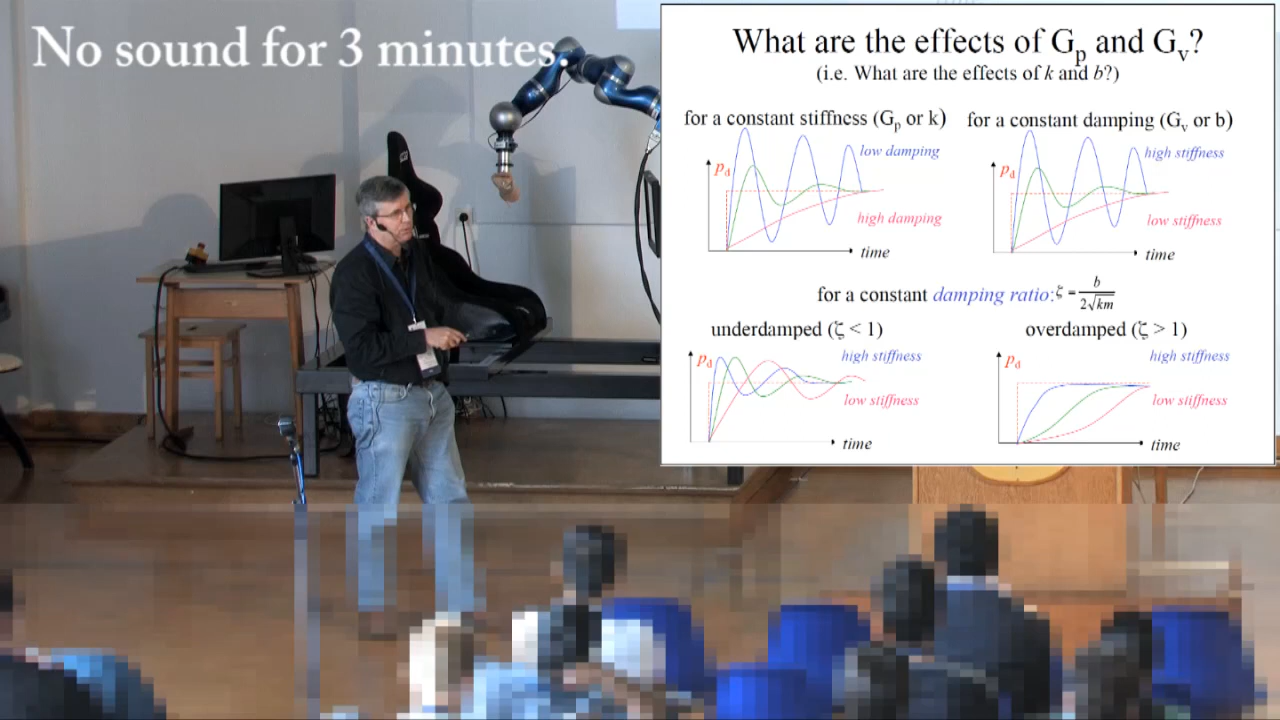 No sound for 3 minutes.
What are the effects of Gp and Gv?
(i.e. What are the effects of k and b?)
for a constant stiffness (Gp or k)
for a constant damping (Gv or b)
pd
low damping
high damping
time
pd
high stiffness
low stiffness
time
for a constant damping ratio: ζ = b / 2√km
underdamped (ζ < 1)
overdamped (ζ > 1)
pd
high stiffness
low stiffness
time
pd
high stiffness
low stiffness
time